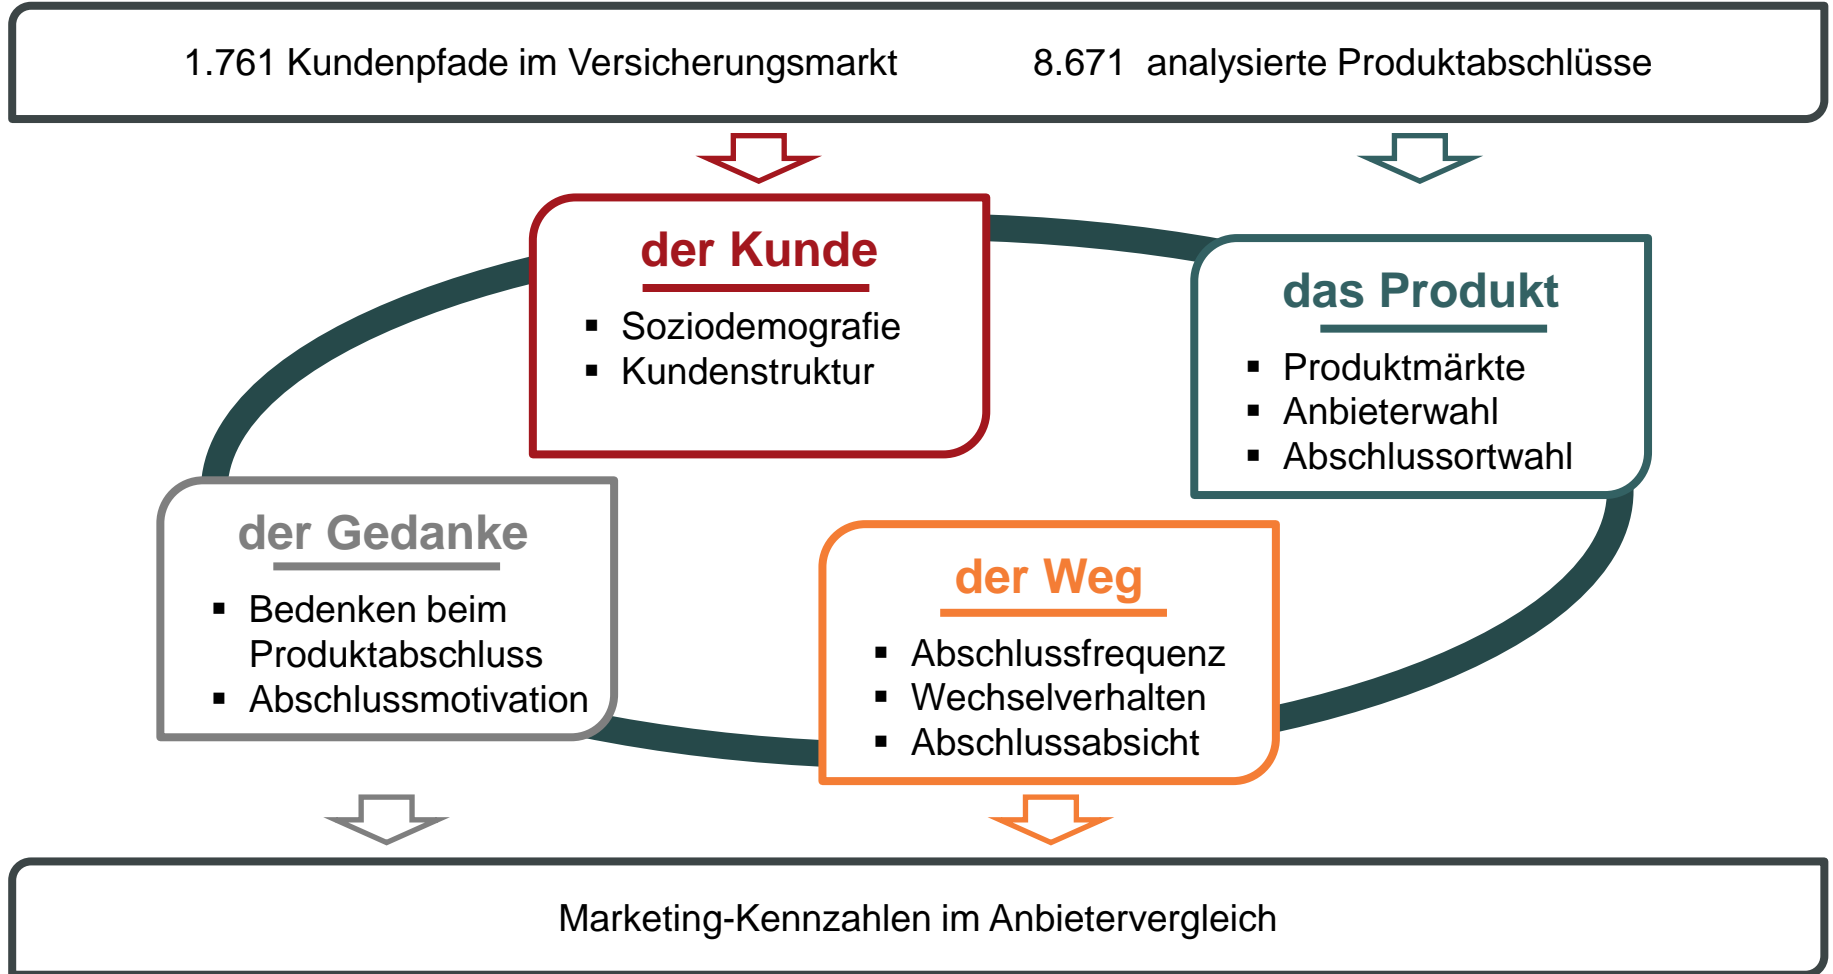 1.761 Kundenpfade im Versicherungsmarkt
8.671 analysierte Produktabschlüsse
der Kunde
▪ Soziodemografie
▪ Kundenstruktur
das Produkt
▪ Produktmärkte
▪ Anbieterwahl
▪ Abschlussortwahl
der Gedanke
▪ Bedenken beim
Produktabschluss
▪ Abschlussmotivation
der Weg
▪ Abschlussfrequenz
▪ Wechselverhalten
▪ Abschlussabsicht
Marketing-Kennzahlen im Anbietervergleich